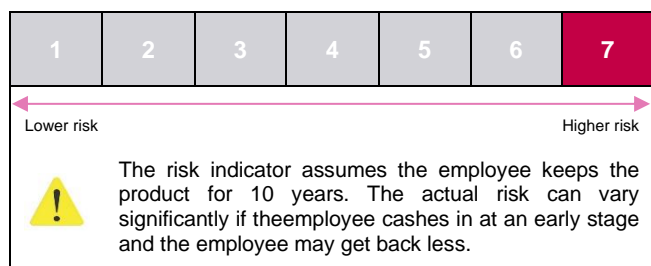 1 2 3 4 5 6 7
Lower risk Higher risk
The risk indicator assumes the employee keeps the
product for 10 years. The actual risk can vary
significantly if theemployee cashes in at an early stage
and the employee may get back less.